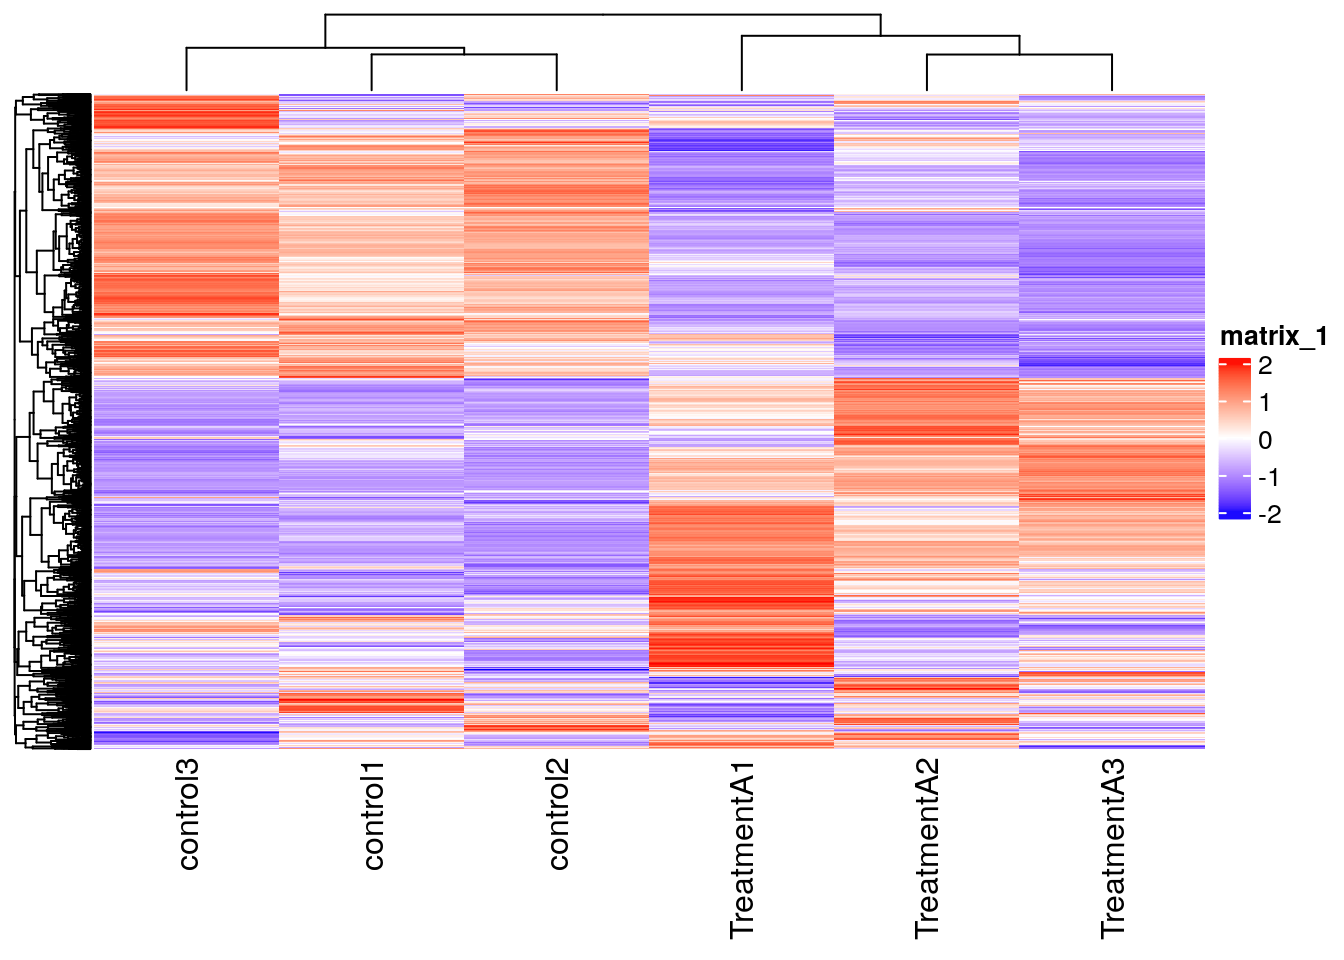 matrix_1
2
1
0
-1
-2
control3
control1
control2
TreatmentA1
TreatmentA2
TreatmentA3